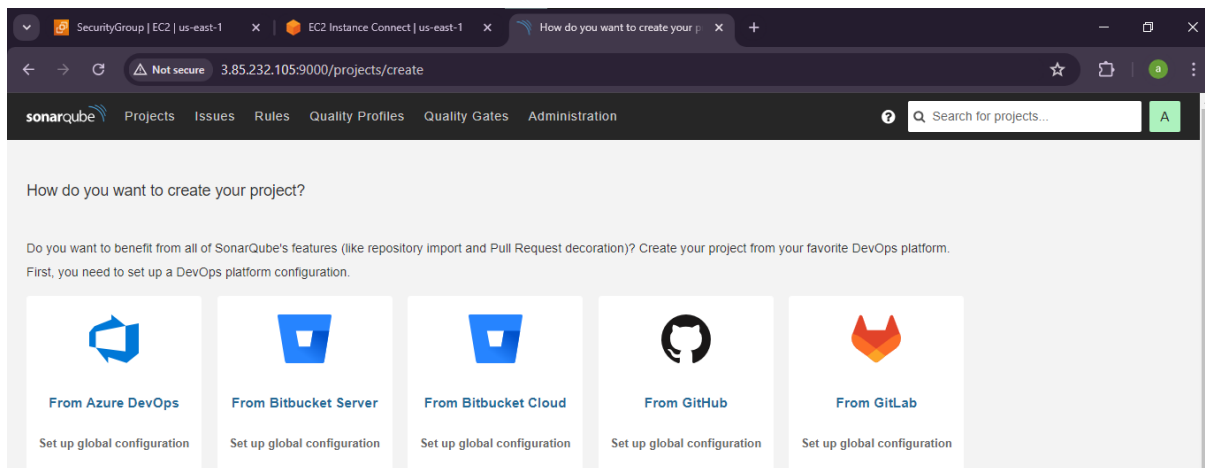 SecurityGroup | EC2 | us-east-1
EC2 Instance Connect | us-east-1
How do you want to create your p
Not secure 3.85.232.105:9000/projects/create
a
sonarqube Projects Issues Rules Quality Profiles Quality Gates Administration ? Search for projects... A
How do you want to create your project?
Do you want to benefit from all of SonarQube's features (like repository import and Pull Request decoration)? Create your project from your favorite DevOps platform.
First, you need to set up a DevOps platform configuration.
From Azure DevOps From Bitbucket Server From Bitbucket Cloud From GitHub From GitLab
Set up global configuration Set up global configuration Set up global configuration Set up global configuration Set up global configuration